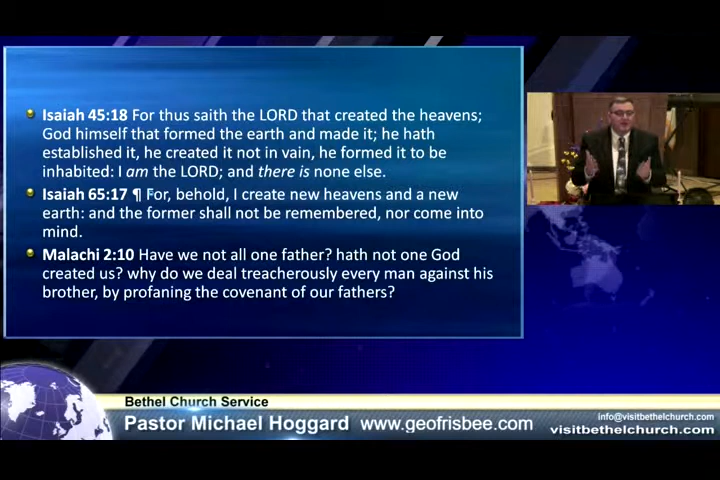 Isaiah 45:18 For thus saith the LORD that created the heavens;
God himself that formed the earth and made it; he hath
established it, he created it not in vain, he formed it to be
inhabited: I am the LORD; and there is none else.
Isaiah 65:17 ¶ For, behold, I create new heavens and a new
earth: and the former shall not be remembered, nor come into
mind.
Malachi 2:10 Have we not all one father? hath not one God
created us? why do we deal treacherously every man against his
brother, by profaning the covenant of our fathers?
Bethel Church Service
Pastor Michael Hoggard www.geofrisbee.com
info@visitbethelchurch.com
visitbethelchurch.com